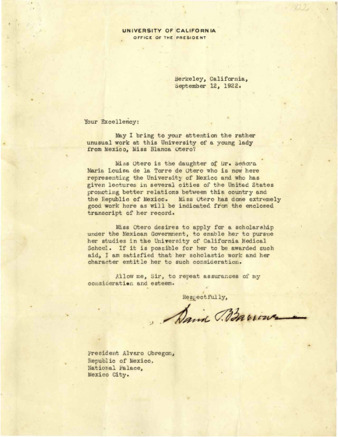 UNIVERSITY OF CALIFORNIA
OFFICE OF THE PRESIDENT
Berkeley, California,
September 12, 1922.
Your Excellency:
May I bring to your attention the rather
unusual work at this University of a young lady
from Mexico, Miss Blanca Otero?
Miss Otero is the daughter of Dr. Señora
Maria Louisa de la Torre de Otero who is now here
representing the University of Mexico and who has
given lectures in several cities of the United States
promoting better relations between this country and
the Republic of Mexico. Miss Otero has done extremely
good work here as will be indicated from the enclosed
transcript of her record.
Miss Otero desires to apply for a scholarship
under the Mexican Government, to enable her to pursue
her studies in the University of California Medical
School. If it is possible for her to be awarded such
aid, I am satisfied that her scholastic work and her
character entitle her to such consideration.
Allow me, Sir, to repeat assurances of my
consideration and esteem.
Respectfully,
David P. Barrows
President Alvaro Obregon,
Republic of Mexico.
National Palace,
Mexico City.